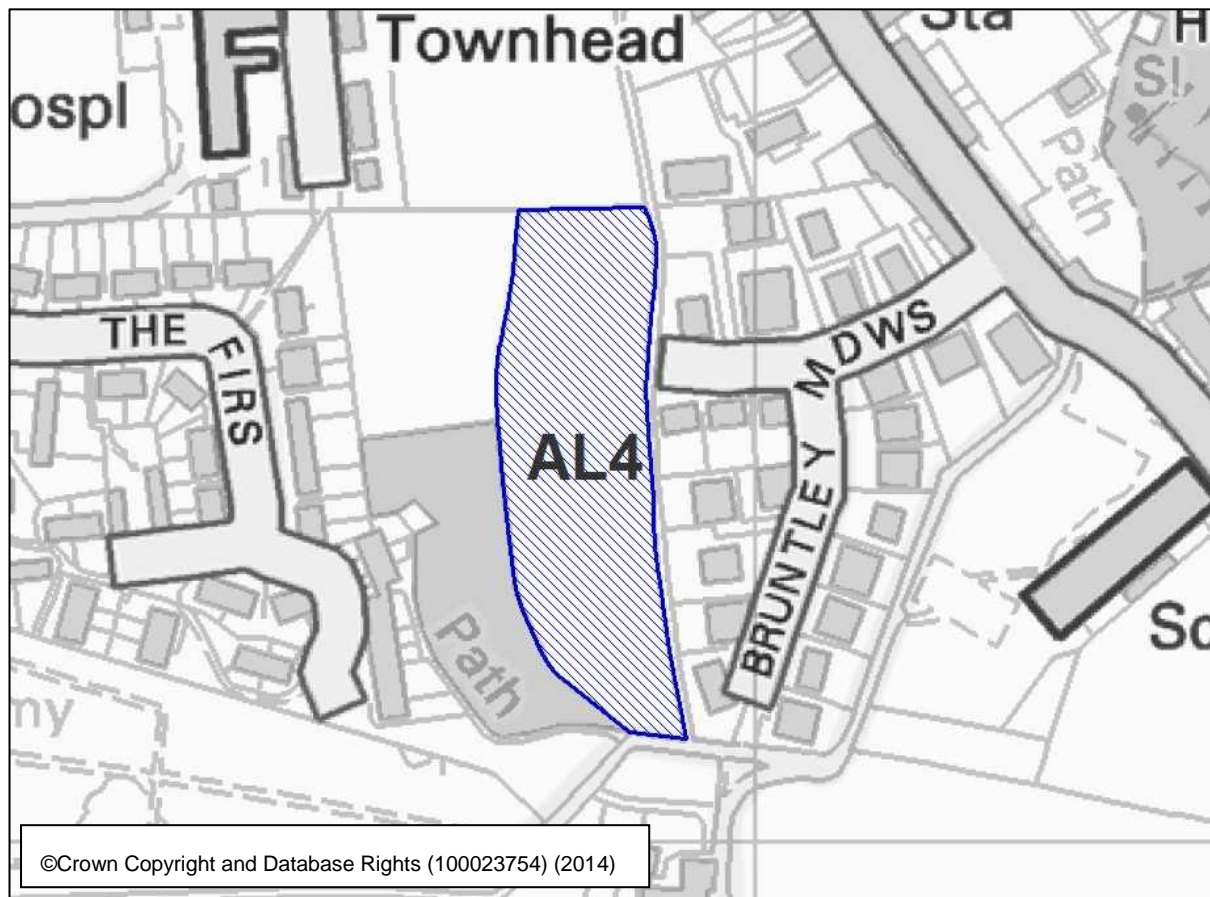 Townhead
Sta
H
Sl
ospl
Path
THE FIRS
BRUNTLEY MDWS
AL4
Path
Sc
my
©Crown Copyright and Database Rights (100023754) (2014)